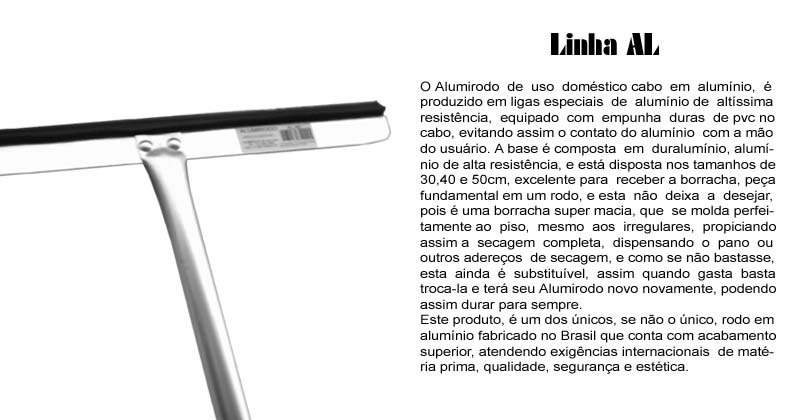 Linha AL
O Alumirodo de uso doméstico cabo em alumínio, é
produzido em ligas especiais de alumínio de altíssima
resistência, equipado com empunha duras de pvc no
cabo, evitando assim o contato do alumínio com a mão
do usuário. A base é composta em duralumínio, alumí-
nio de alta resistência, e está disposta nos tamanhos de
30,40 e 50cm, excelente para receber a borracha, peça
fundamental em um rodo, e esta não deixa a desejar,
pois é uma borracha super macia, que se molda perfei-
tamente ao piso, mesmo aos irregulares, propiciando
assim a secagem completa, dispensando o pano ou
outros adereços de secagem, e como se não bastasse,
esta ainda é substituível, assim quando gasta basta
troca-la e terá seu Alumirodo novo novamente, podendo
assim durar para sempre.
Este produto, é um dos únicos, se não o único, rodo em
alumínio fabricado no Brasil que conta com acabamento
superior, atendendo exigências internacionais de maté-
ria prima, qualidade, segurança e estética.
ALUMIRODO